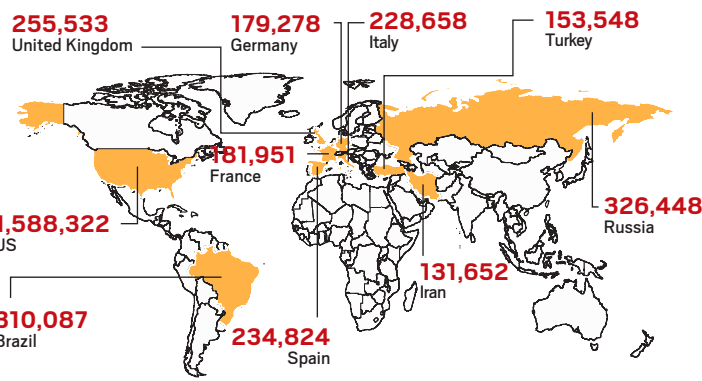 255,533
United Kingdom
179,278
Germany
228,658
Italy
153,548
Turkey
181,951
France
1,588,322
US
326,448
Russia
131,652
Iran
310,087
Brazil
234,824
Spain